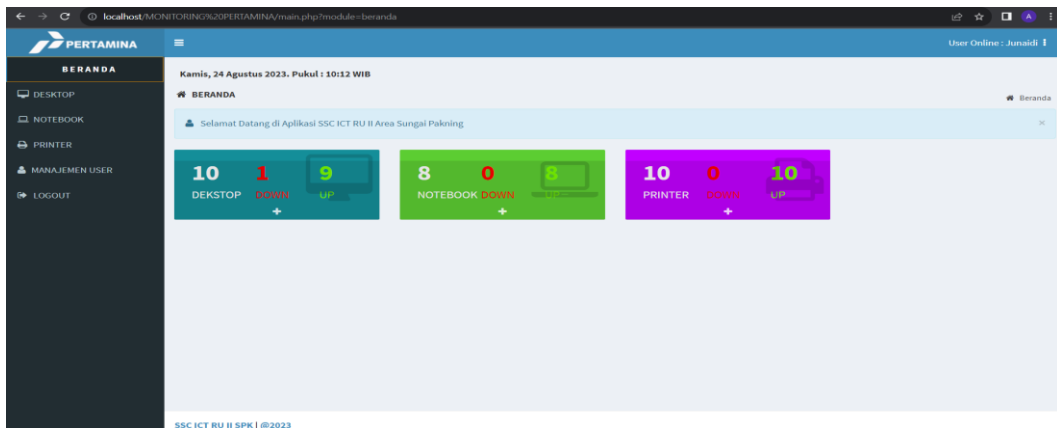 localhost/MONITORING%20PERTAMINA/main.php?module=beranda
A
PERTAMINA
User Online : Junaidi
BERANDA
Kamis, 24 Agustus 2023. Pukul : 10:12 WIB
DESKTOP
BERANDA
Beranda
NOTEBOOK
Selamat Datang di Aplikasi SSC ICT RU II Area Sungai Pakning
×
PRINTER
MANAJEMEN USER
LOGOUT
10 1 9
DEKSTOP DOWN UP
+
8 0 8
NOTEBOOK DOWN UP
+
10 0 10
PRINTER DOWN UP
+
SSC ICT RU II SPK | @2023